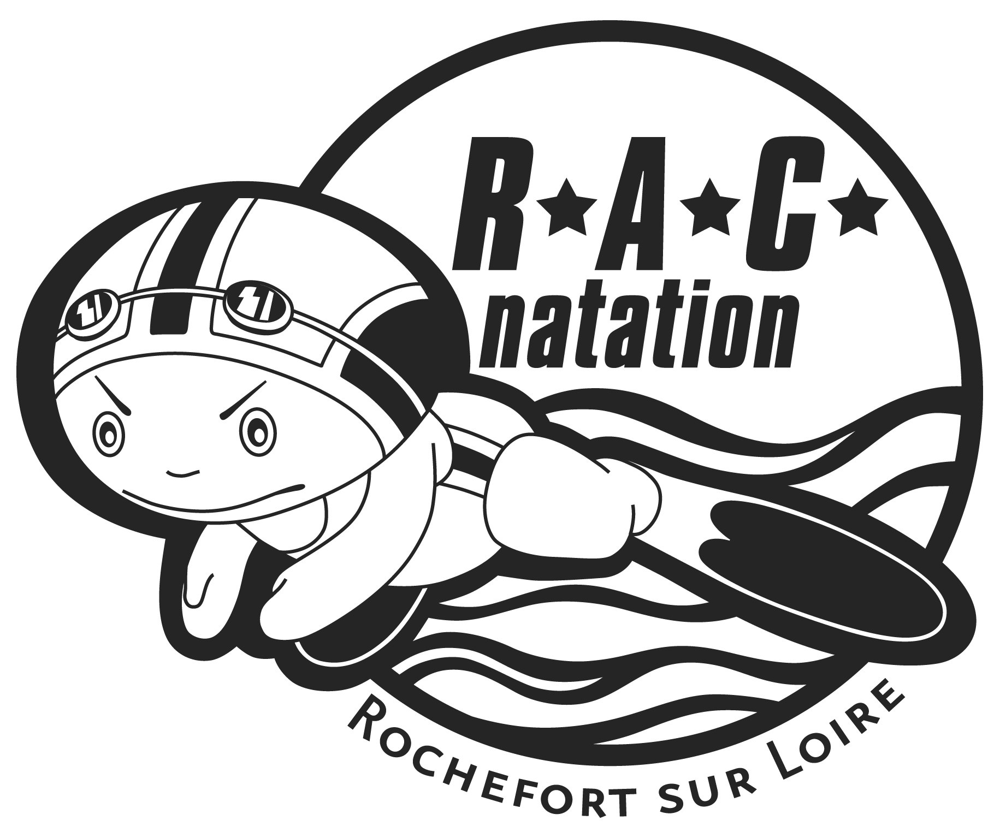 R★A★C★
natation
ROCHEFORT SUR LOIRE